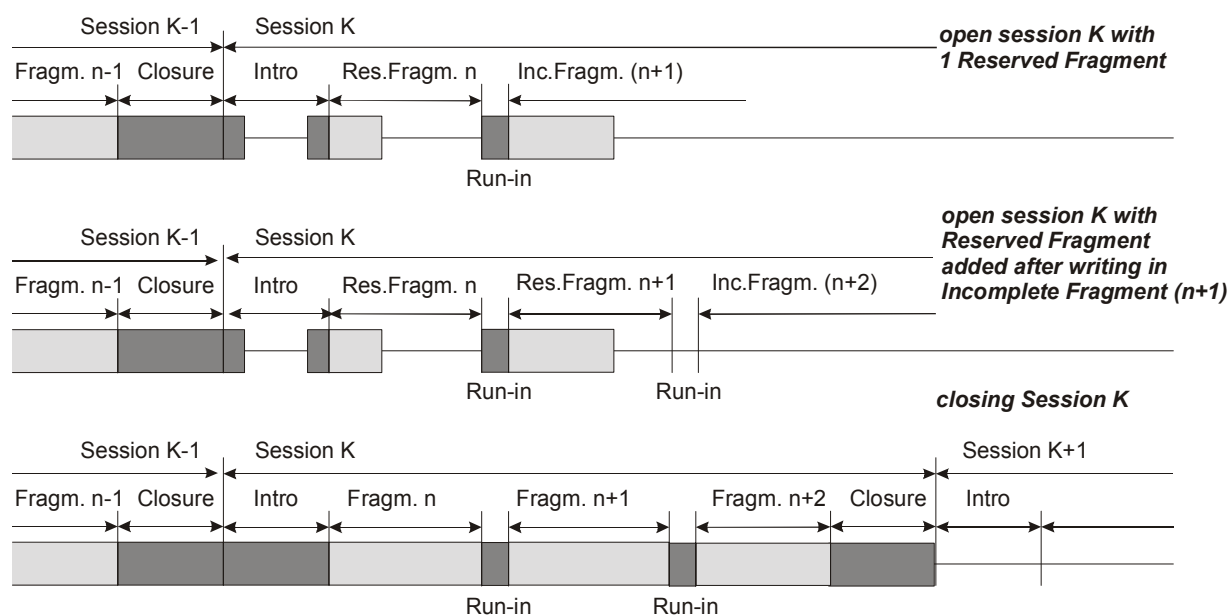 Session K-1 Session K
open session K with
1 Reserved Fragment
Fragm. n-1 Closure Intro Res.Fragm. n Inc.Fragm. (n+1)
Run-in
open session K with
Reserved Fragment
added after writing in
Incomplete Fragment (n+1)
Session K-1 Session K
Fragm. n-1 Closure Intro Res.Fragm. n Res.Fragm. n+1 Inc.Fragm. (n+2)
Run-in Run-in
closing Session K
Session K-1 Session K Session K+1
Fragm. n-1 Closure Intro Fragm. n Fragm. n+1 Fragm. n+2 Closure Intro
Run-in Run-in